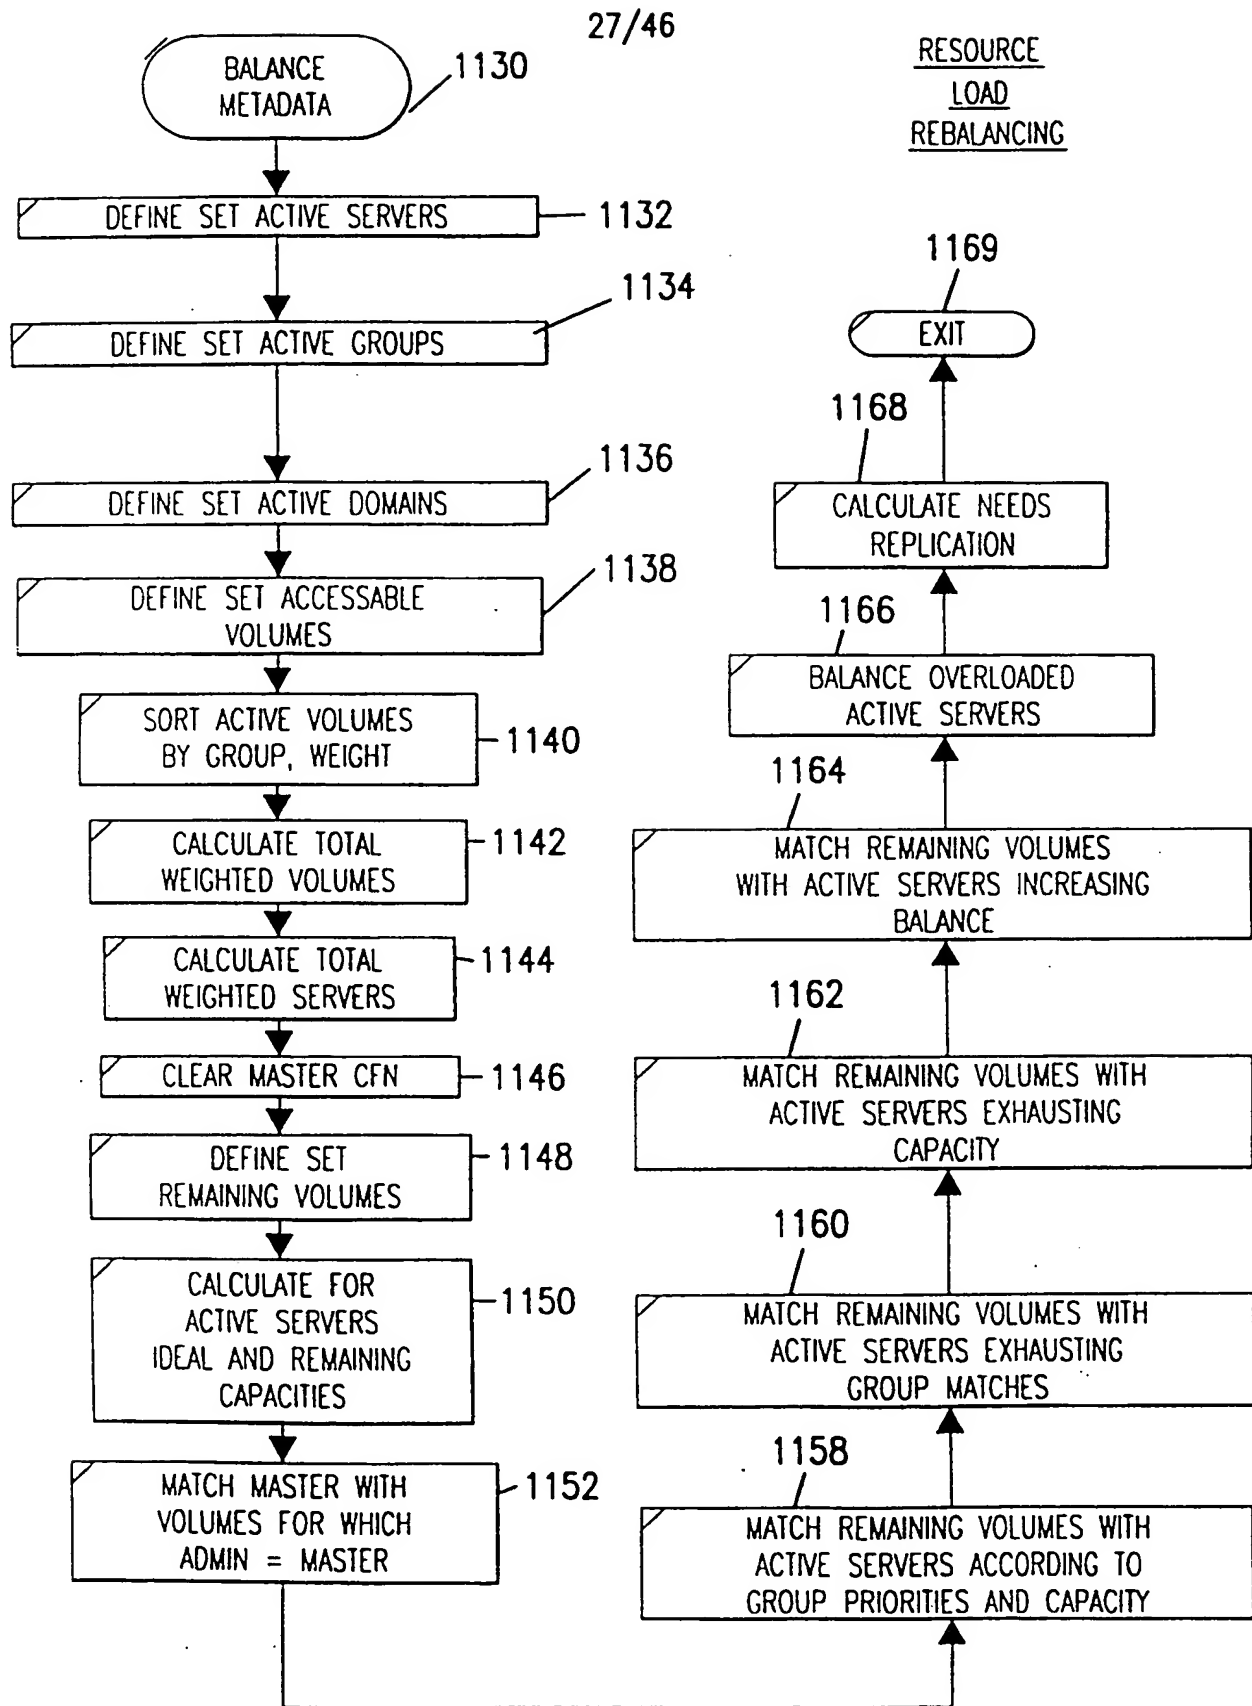 27/46
RESOURCE
LOAD
REBALANCING
BALANCE
METADATA
1130
DEFINE SET ACTIVE SERVERS
1132
DEFINE SET ACTIVE GROUPS
1134
DEFINE SET ACTIVE DOMAINS
1136
DEFINE SET ACCESSABLE
VOLUMES
1138
SORT ACTIVE VOLUMES
BY GROUP, WEIGHT
1140
CALCULATE TOTAL
WEIGHTED VOLUMES
1142
CALCULATE TOTAL
WEIGHTED SERVERS
1144
CLEAR MASTER CFN
1146
DEFINE SET
REMAINING VOLUMES
1148
CALCULATE FOR
ACTIVE SERVERS
IDEAL AND REMAINING
CAPACITIES
1150
MATCH MASTER WITH
VOLUMES FOR WHICH
ADMIN = MASTER
1152
1158
MATCH REMAINING VOLUMES WITH
ACTIVE SERVERS ACCORDING TO
GROUP PRIORITIES AND CAPACITY
1160
MATCH REMAINING VOLUMES WITH
ACTIVE SERVERS EXHAUSTING
GROUP MATCHES
1162
MATCH REMAINING VOLUMES WITH
ACTIVE SERVERS EXHAUSTING
CAPACITY
1164
MATCH REMAINING VOLUMES
WITH ACTIVE SERVERS INCREASING
BALANCE
1166
BALANCE OVERLOADED
ACTIVE SERVERS
1168
CALCULATE NEEDS
REPLICATION
1169
EXIT